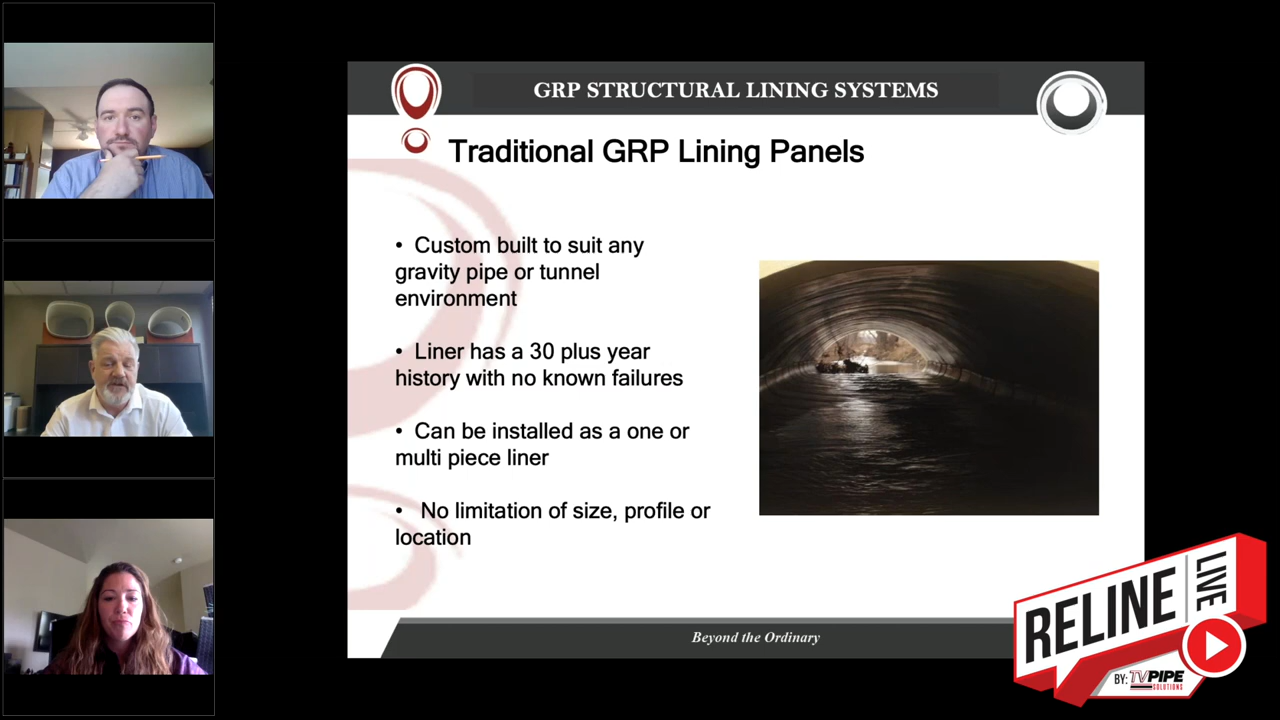 GRP STRUCTURAL LINING SYSTEMS
Traditional GRP Lining Panels
• Custom built to suit any
gravity pipe or tunnel
environment
• Liner has a 30 plus year
history with no known failures
• Can be installed as a one or
multi piece liner
• No limitation of size, profile or
location
Beyond the Ordinary
RELINE LIVE
BY: TVPIPE
SOLUTIONS